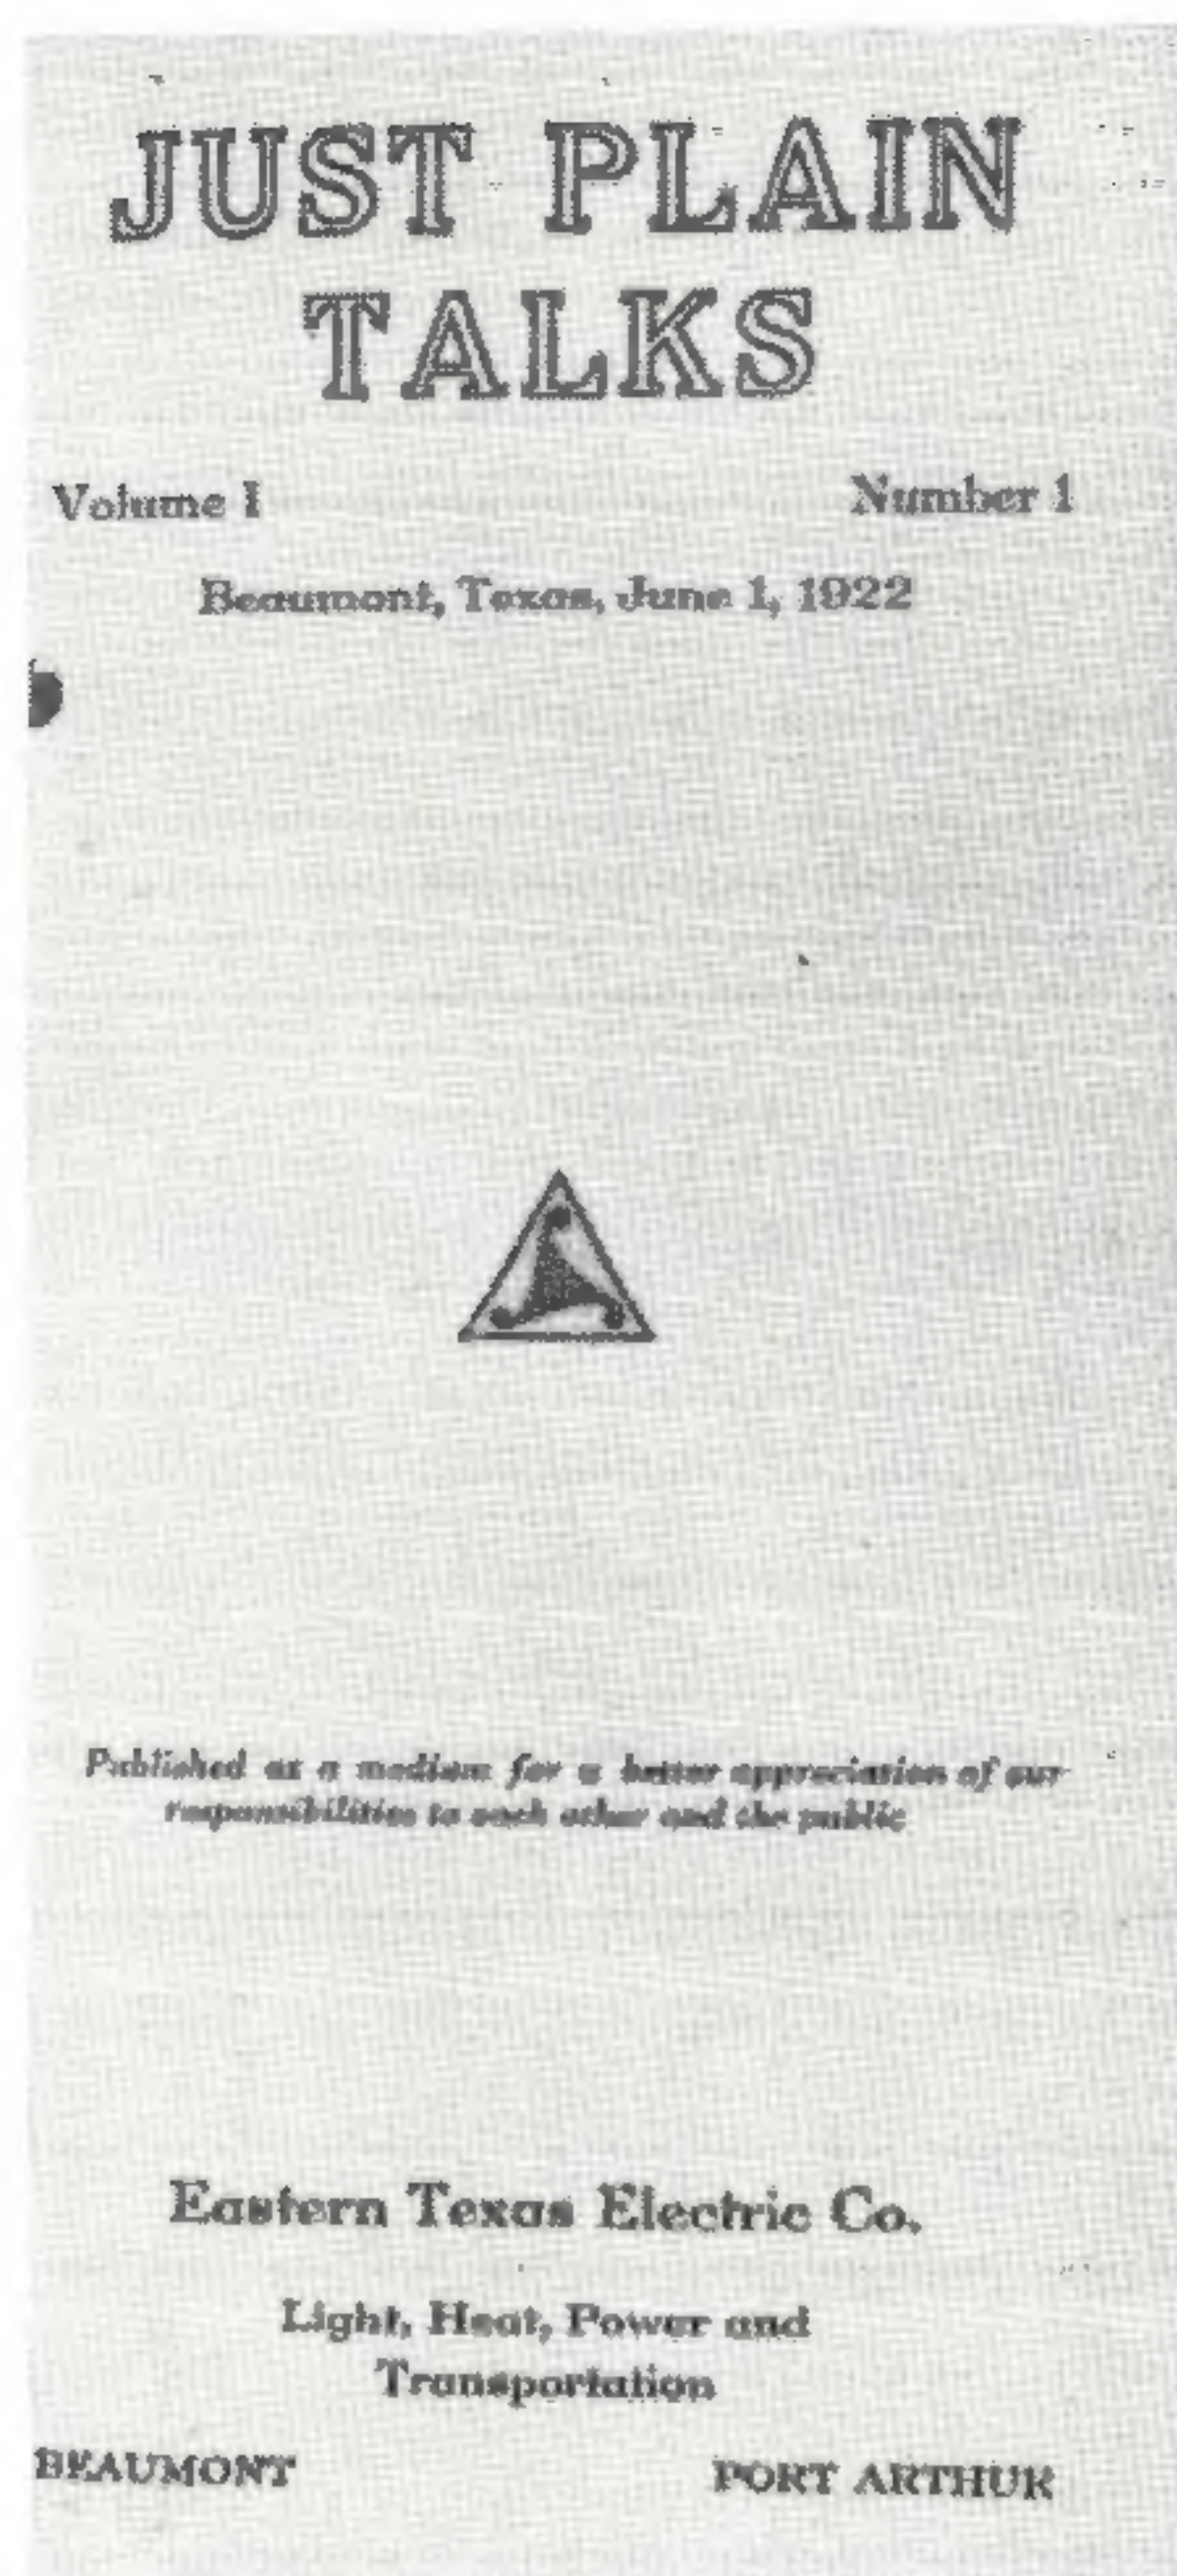 JUST PLAIN
TALKS
Volume I Number 1
Beaumont, Texas, June 1, 1922
Published as a medium for a better appreciation of our
responsibilities to each other and the public
Eastern Texas Electric Co.
Light, Heat, Power and
Transportation
BEAUMONT PORT ARTHUR